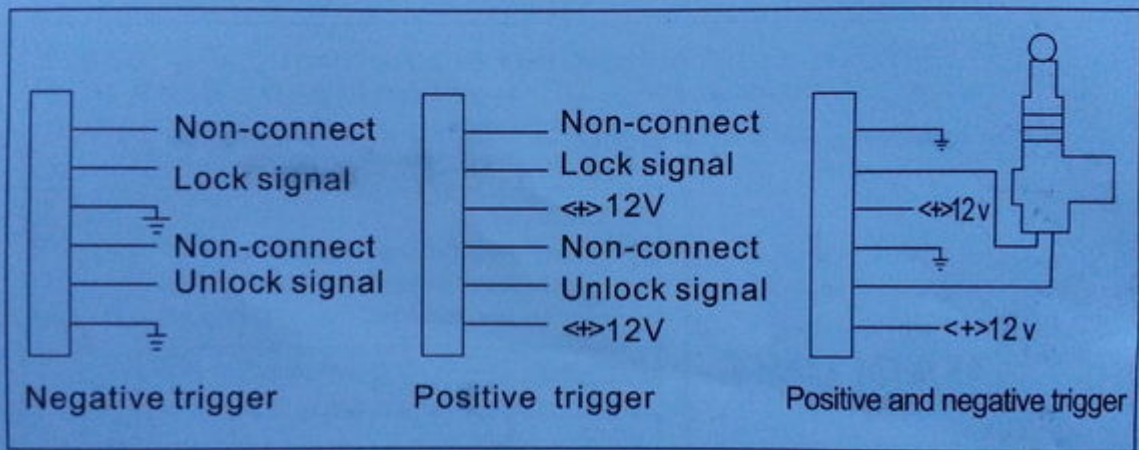 Non-connect
Lock signal
Non-connect
Unlock signal
Negative trigger
Non-connect
Lock signal
<+>12V
Non-connect
Unlock signal
<+>12V
Positive trigger
<+>12v
<+>12v
Positive and negative trigger